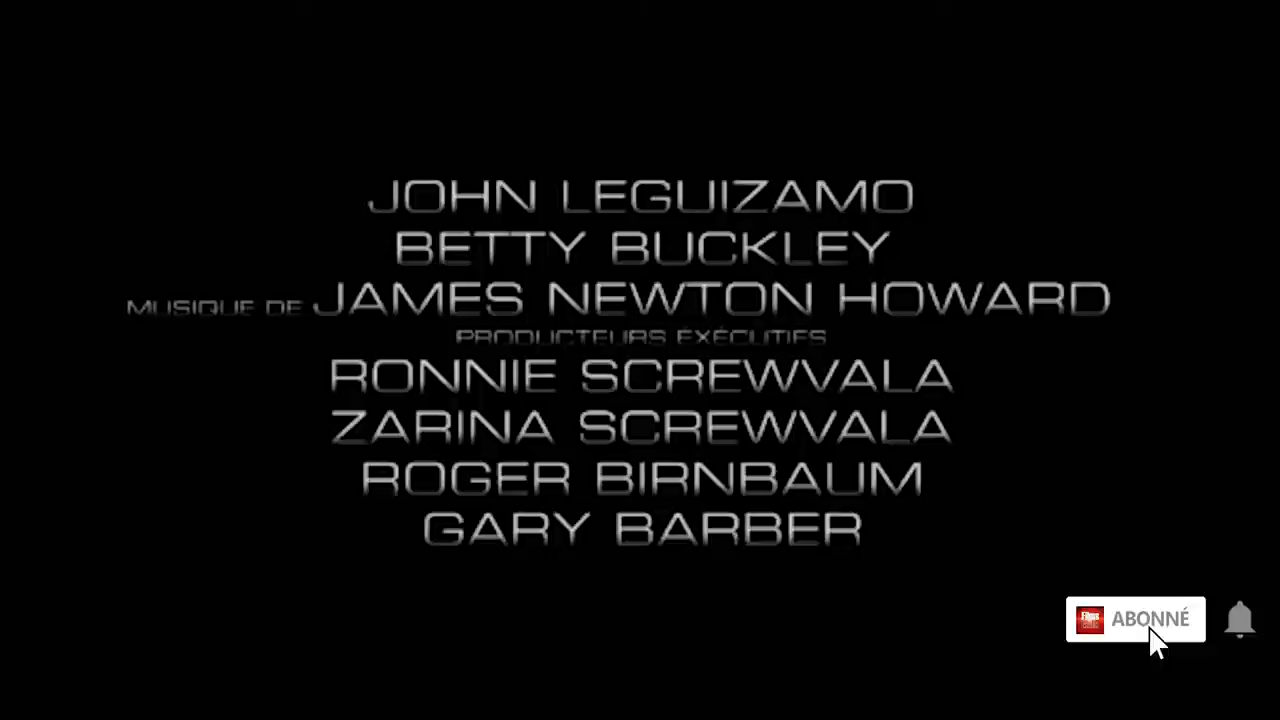 JOHN LEGUIZAMO
BETTY BUCKLEY
MUSIQUE DE JAMES NEWTON HOWARD
PRODUCTEURS ÉXÉCUTIFS
RONNIE SCREWVALA
ZARINA SCREWVALA
ROGER BIRNBAUM
GARY BARBER
ABONNÉ